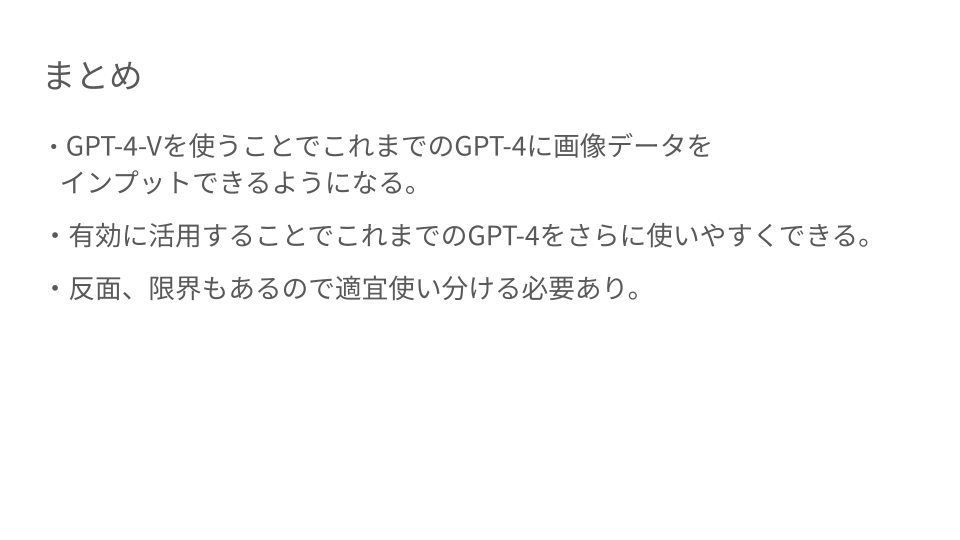 まとめ
・GPT-4-Vを使うことでこれまでのGPT-4に画像データを
インプットできるようになる。
・有効に活用することでこれまでのGPT-4をさらに使いやすくできる。
・反面、限界もあるので適宜使い分ける必要あり。